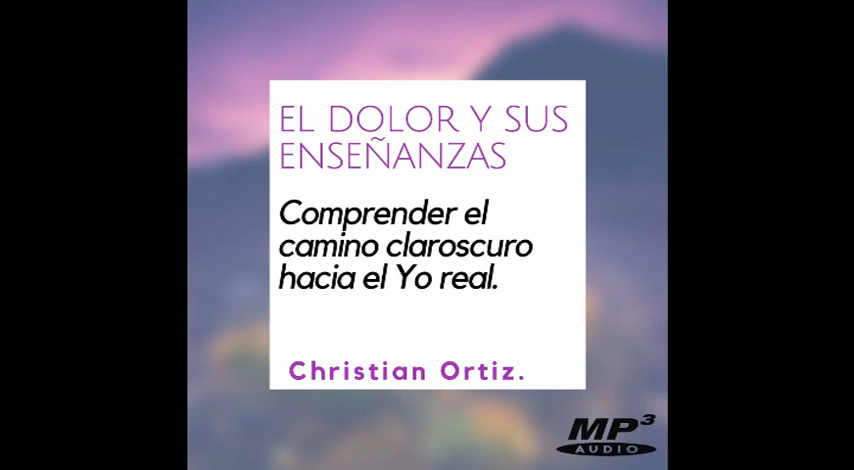 EL DOLOR Y SUS
ENSEÑANZAS
Comprender el
camino claroscuro
hacia el Yo real.
Christian Ortiz.
MP3
AUDIO